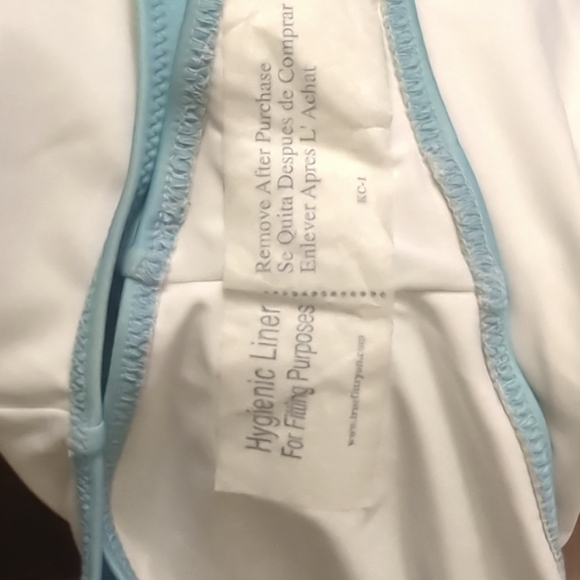 Remove After Purchase
Se Quita Despues de Comprar
Enlever Apres L' Achat
KC-1
Hygienic Liner
For Fitting Purposes